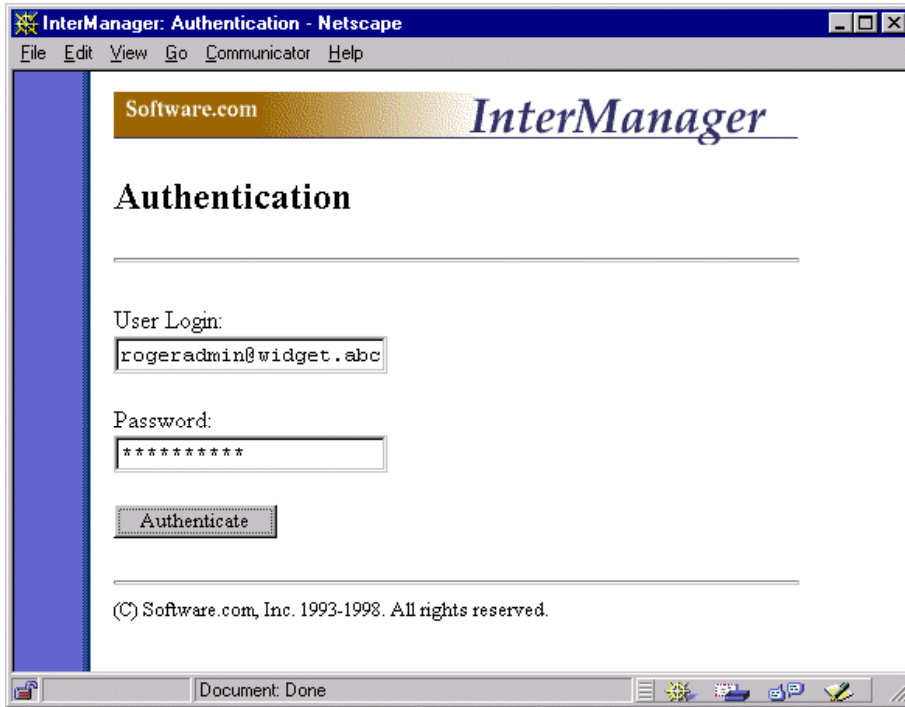 InterManager: Authentication - Netscape
File Edit View Go Communicator Help
Software.com InterManager
Authentication
User Login:
rogeradmin@widget.abc
Password:
**********
Authenticate
(C) Software.com, Inc. 1993-1998. All rights reserved.
Document: Done